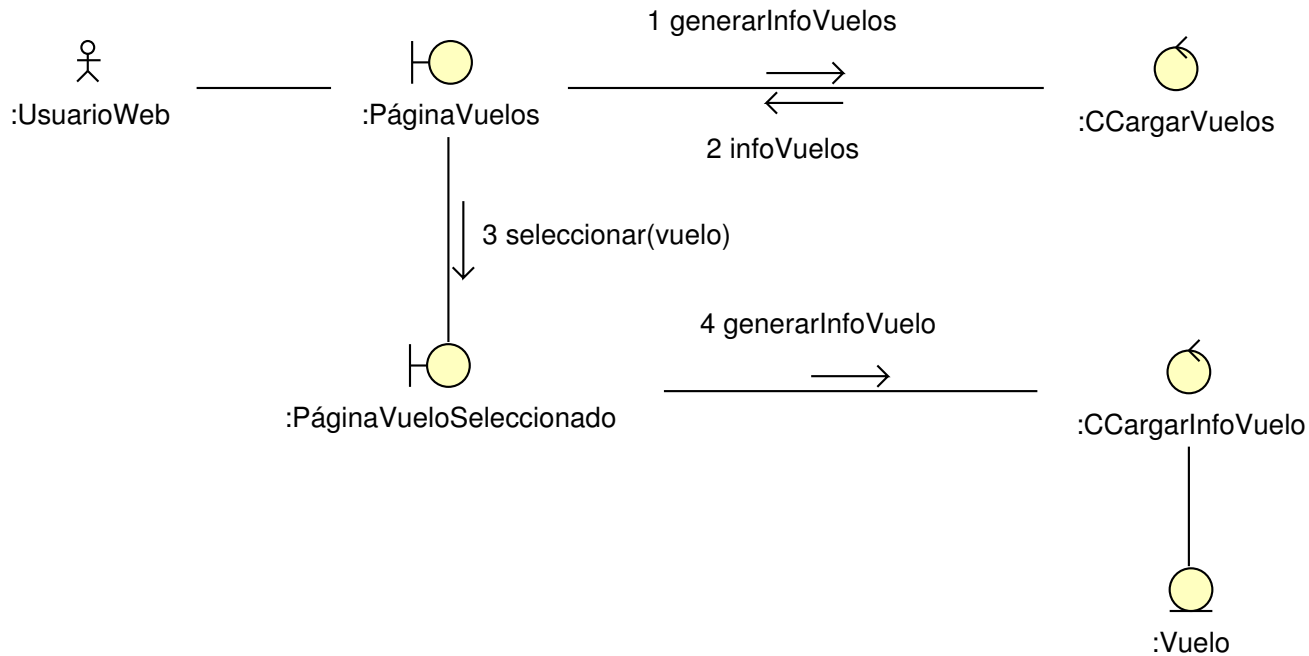 1 generarInfoVuelos
:UsuarioWeb
:PáginaVuelos
:CCargarVuelos
2 infoVuelos
3 seleccionar(vuelo)
4 generarInfoVuelo
:PáginaVueloSeleccionado
:CCargarInfoVuelo
:Vuelo